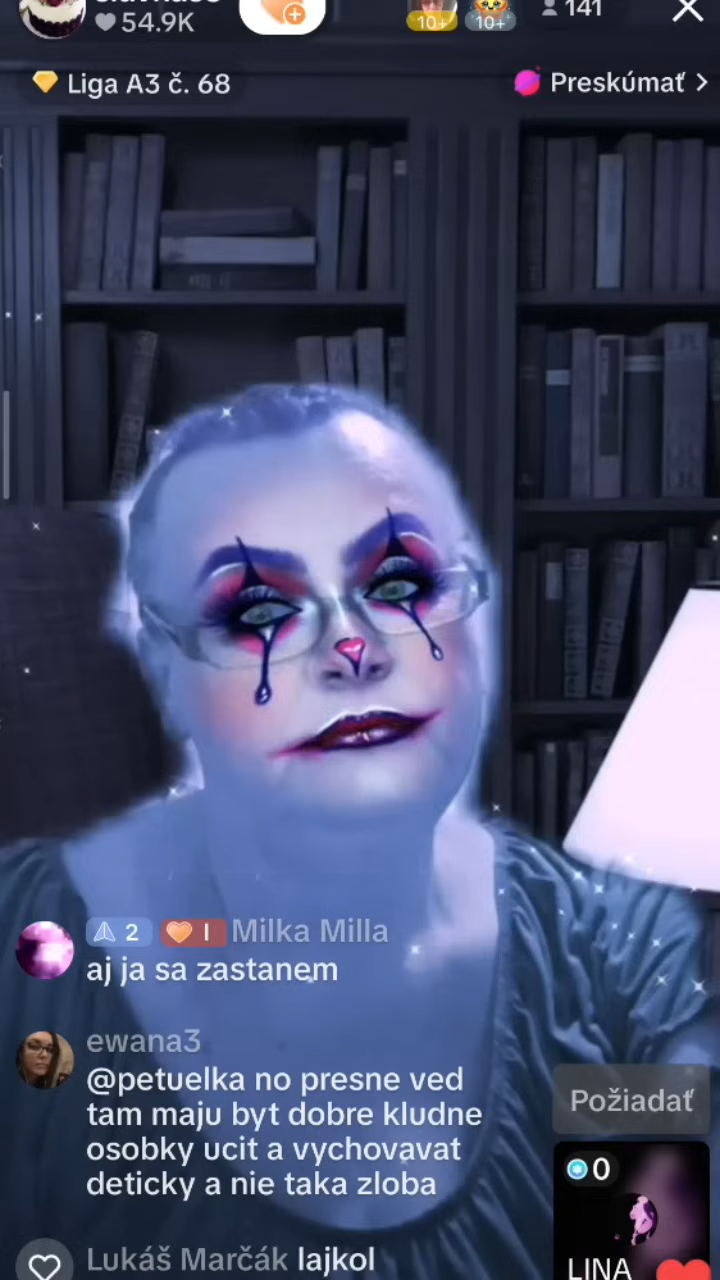 54.9K
10+
10+
141
Liga A3 č. 68
Preskúmať
2
I Milka Milla
aj ja sa zastanem
ewana3
@petuelka no presne ved
tam maju byt dobre kludne
osobky ucit a vychovavat
deticky a nie taka zloba
Požiadať
0
LINA
Lukáš Marčák lajkol